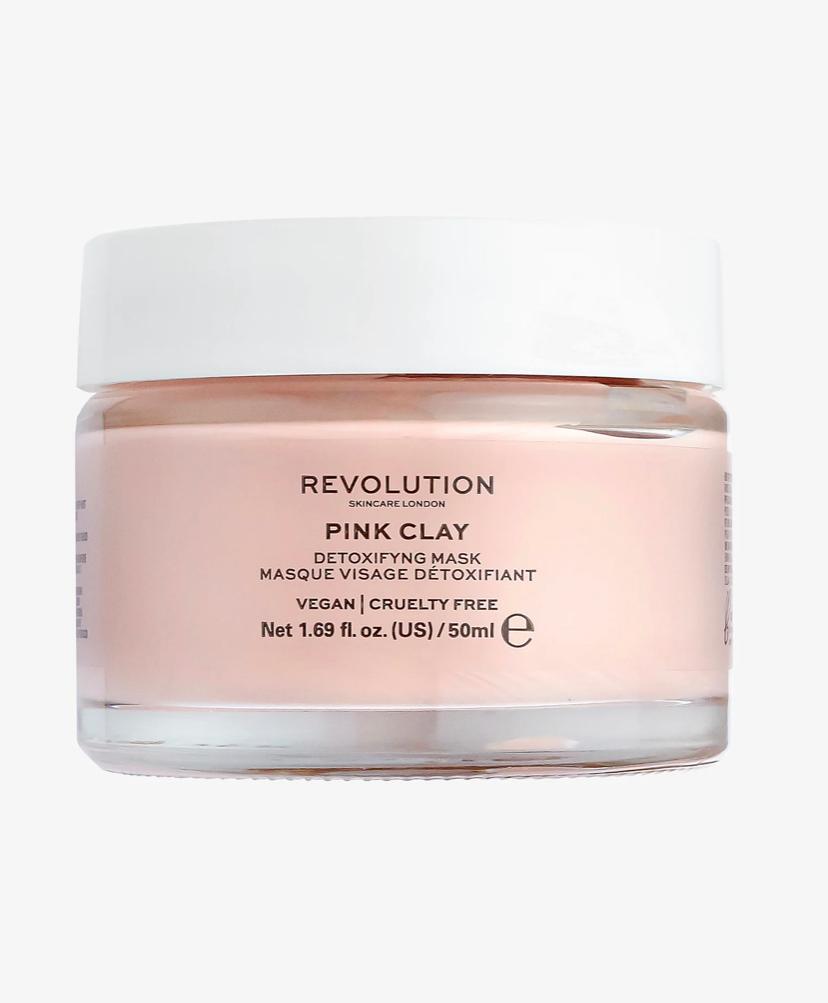 REVOLUTION
SKINCARE LONDON
PINK CLAY
DETOXIFYNG MASK
MASQUE VISAGE DÉTOXIFIANT
VEGAN | CRUELTY FREE
Net 1.69 fl. oz. (US) / 50ml ℮